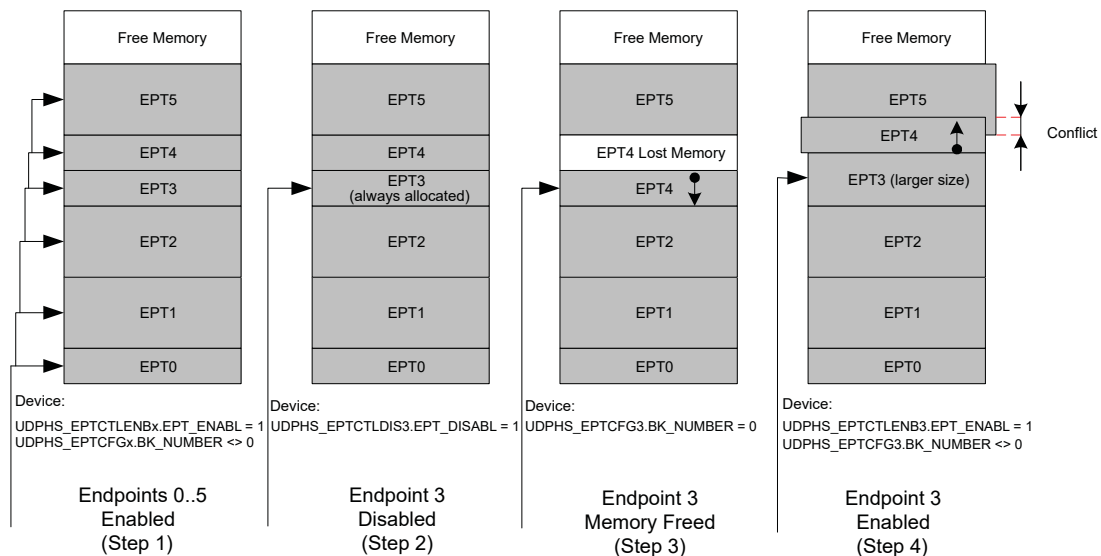 Free Memory
EPT5
EPT4
EPT3
EPT2
EPT1
EPT0
Device:
UDPHS_EPTCTLENBx.EPT_ENABL = 1
UDPHS_EPTCFGx.BK_NUMBER <> 0
Endpoints 0..5
Enabled
(Step 1)
Free Memory
EPT5
EPT4
EPT3
(always allocated)
EPT2
EPT1
EPT0
Device:
UDPHS_EPTCTLDIS3.EPT_DISABL = 1
Endpoint 3
Disabled
(Step 2)
Free Memory
EPT5
EPT4 Lost Memory
EPT4
EPT2
EPT1
EPT0
Device:
UDPHS_EPTCFG3.BK_NUMBER = 0
Endpoint 3
Memory Freed
(Step 3)
Free Memory
EPT5
EPT4
Conflict
EPT3 (larger size)
EPT2
EPT1
EPT0
Device:
UDPHS_EPTCTLENB3.EPT_ENABL = 1
UDPHS_EPTCFG3.BK_NUMBER <> 0
Endpoint 3
Enabled
(Step 4)